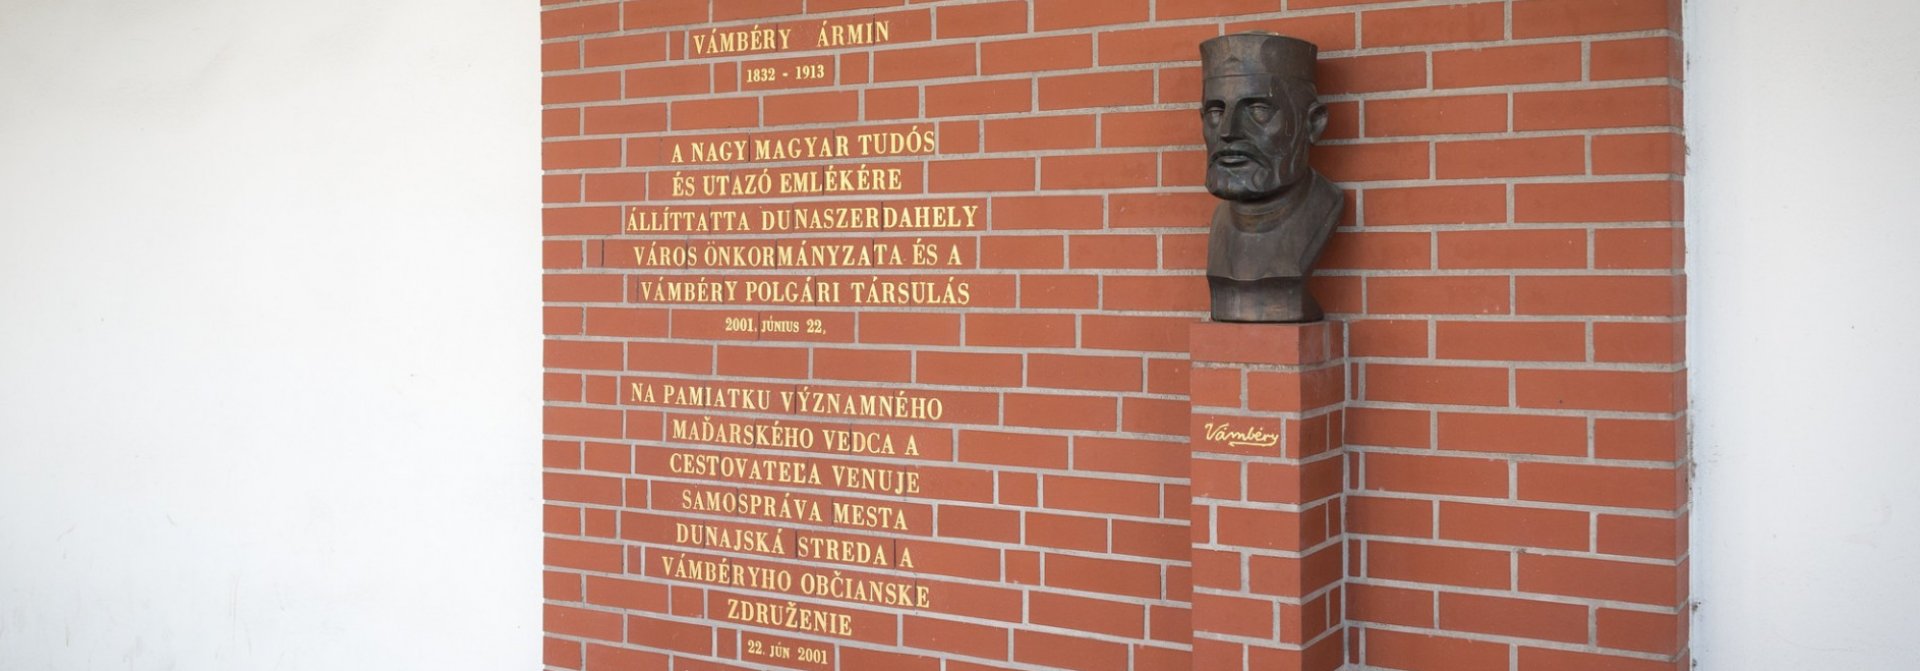 VÁMBÉRY ÁRMIN
1832 - 1913
A NAGY MAGYAR TUDÓS
ÉS UTAZÓ EMLÉKÉRE
ÁLLÍTTATTA DUNASZERDAHELY
VÁROS ÖNKORMÁNYZATA ÉS A
VÁMBÉRY POLGÁRI TÁRSULÁS
2001. JÚNIUS 22,
NA PAMIATKU VÝZNAMNÉHO
MAĎARSKÉHO VEDCA A
CESTOVATEĽA VENUJE
SAMOSPRÁVA MESTA
DUNAJSKÁ STREDA A
VÁMBÉRYHO OBČIANSKE
ZDRUŽENIE
22. JÚN 2001
Vámbéry